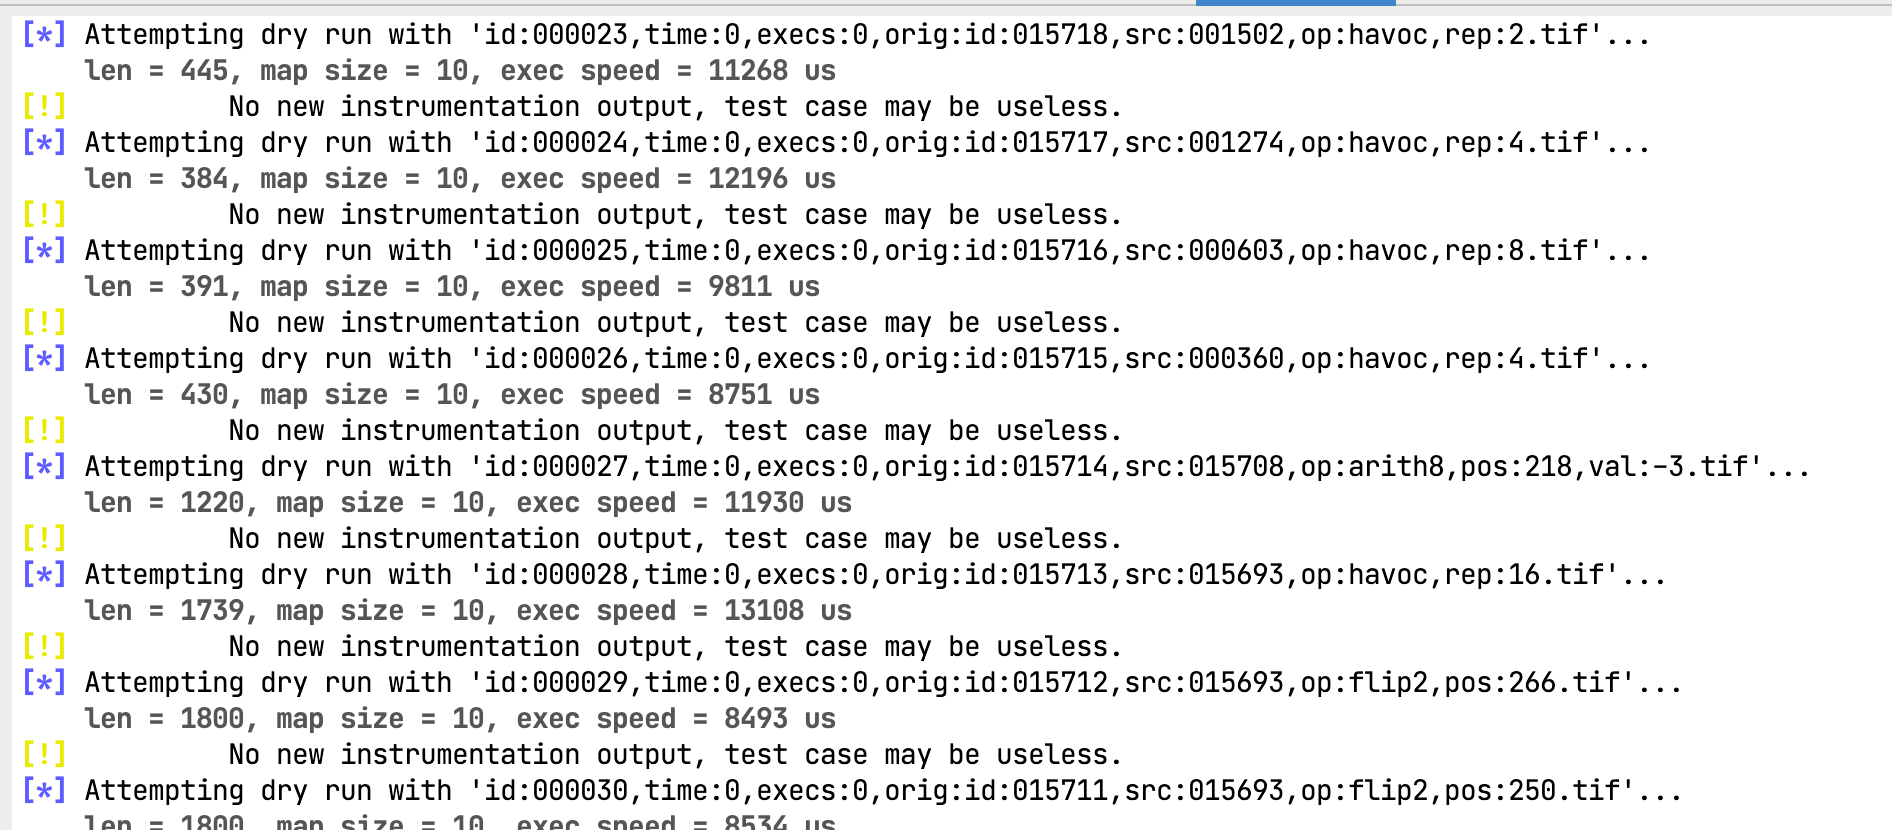 [*] Attempting dry run with 'id:000023,time:0,execs:0,orig:id:015718,src:001502,op:havoc,rep:2.tif'...
len = 445, map size = 10, exec speed = 11268 us
[!] No new instrumentation output, test case may be useless.
[*] Attempting dry run with 'id:000024,time:0,execs:0,orig:id:015717,src:001274,op:havoc,rep:4.tif'...
len = 384, map size = 10, exec speed = 12196 us
[!] No new instrumentation output, test case may be useless.
[*] Attempting dry run with 'id:000025,time:0,execs:0,orig:id:015716,src:000603,op:havoc,rep:8.tif'...
len = 391, map size = 10, exec speed = 9811 us
[!] No new instrumentation output, test case may be useless.
[*] Attempting dry run with 'id:000026,time:0,execs:0,orig:id:015715,src:000360,op:havoc,rep:4.tif'...
len = 430, map size = 10, exec speed = 8751 us
[!] No new instrumentation output, test case may be useless.
[*] Attempting dry run with 'id:000027,time:0,execs:0,orig:id:015714,src:015708,op:arith8,pos:218,val:-3.tif'...
len = 1220, map size = 10, exec speed = 11930 us
[!] No new instrumentation output, test case may be useless.
[*] Attempting dry run with 'id:000028,time:0,execs:0,orig:id:015713,src:015693,op:havoc,rep:16.tif'...
len = 1739, map size = 10, exec speed = 13108 us
[!] No new instrumentation output, test case may be useless.
[*] Attempting dry run with 'id:000029,time:0,execs:0,orig:id:015712,src:015693,op:flip2,pos:266.tif'...
len = 1800, map size = 10, exec speed = 8493 us
[!] No new instrumentation output, test case may be useless.
[*] Attempting dry run with 'id:000030,time:0,execs:0,orig:id:015711,src:015693,op:flip2,pos:250.tif'...
len = 1800, map size = 10, exec speed = 8534 us